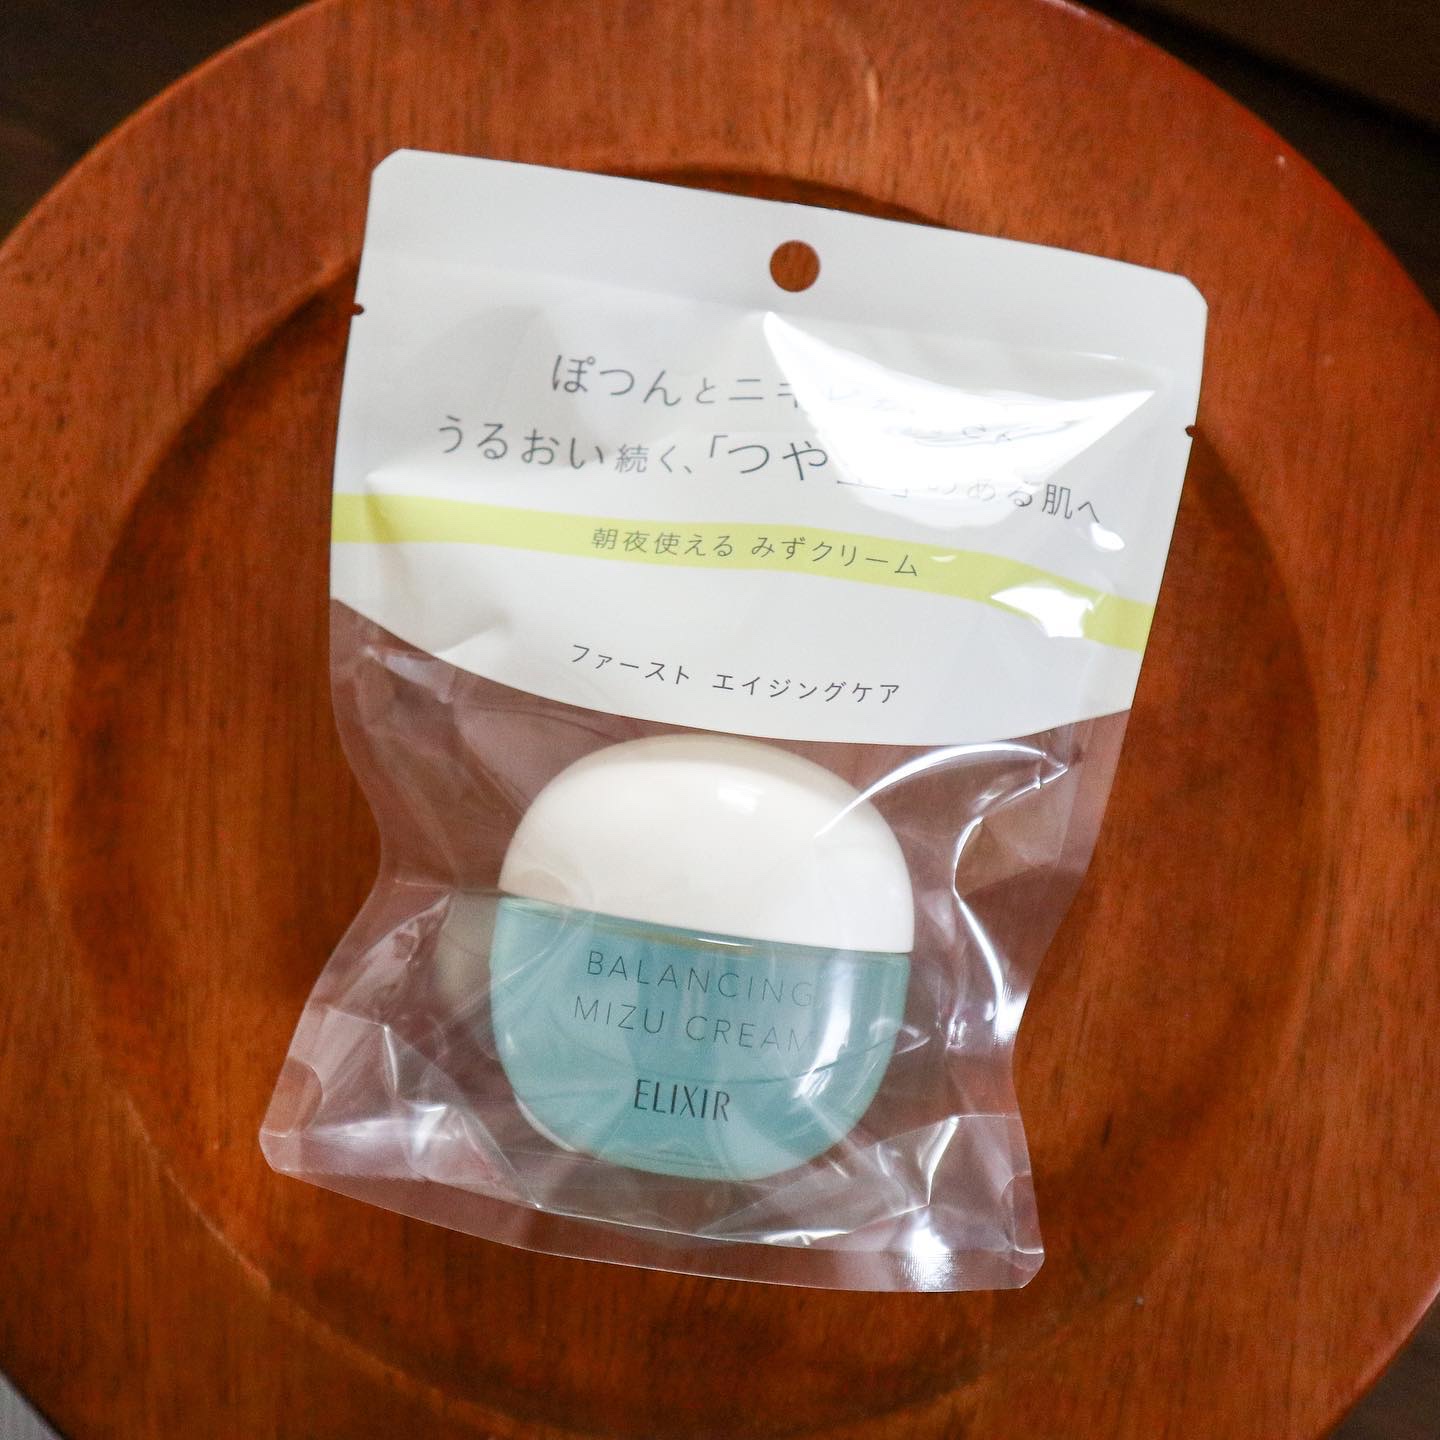 ぽつんとニキ
うるおい続く、「つや のある肌へ
朝夜使える みずクリーム
ファースト エイジングケア
BALANCING
MIZU CREAM
ELIXIR